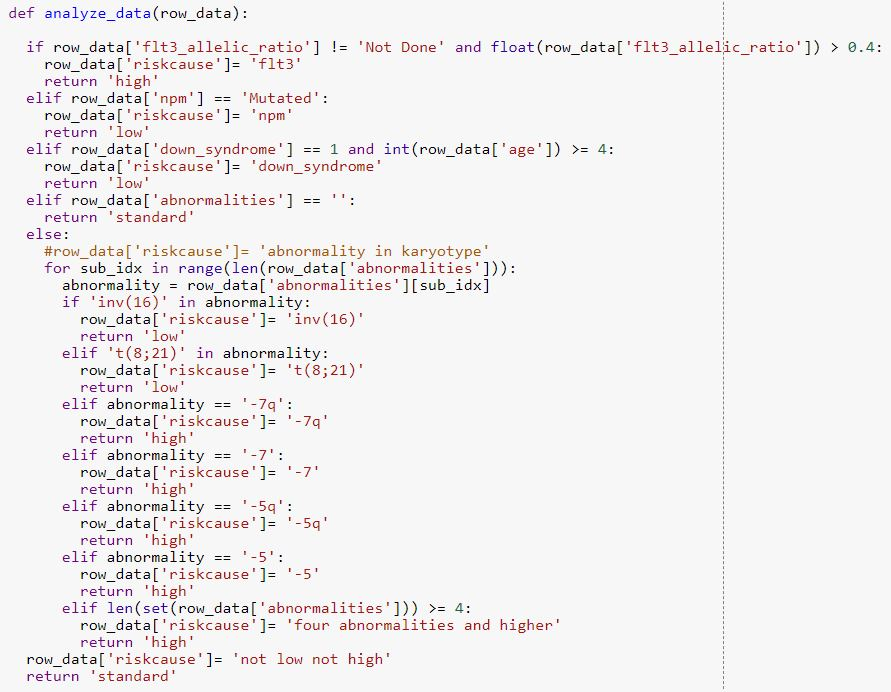 def analyze_data(row_data):
  if row_data['flt3_allelic_ratio'] != 'Not Done' and float(row_data['flt3_allelic_ratio']) > 0.4:
    row_data['riskcause']= 'flt3'
    return 'high'
  elif row_data['npm'] == 'Mutated':
    row_data['riskcause']= 'npm'
    return 'low'
  elif row_data['down_syndrome'] == 1 and int(row_data['age']) >= 4:
    row_data['riskcause']= 'down_syndrome'
    return 'low'
  elif row_data['abnormalities'] == '':
    return 'standard'
  else:
    #row_data['riskcause']= 'abnormality in karyotype'
    for sub_idx in range(len(row_data['abnormalities'])):
      abnormality = row_data['abnormalities'][sub_idx]
      if 'inv(16)' in abnormality:
        row_data['riskcause']= 'inv(16)'
        return 'low'
      elif 't(8;21)' in abnormality:
        row_data['riskcause']= 't(8;21)'
        return 'low'
      elif abnormality == '-7q':
        row_data['riskcause']= '-7q'
        return 'high'
      elif abnormality == '-7':
        row_data['riskcause']= '-7'
        return 'high'
      elif abnormality == '-5q':
        row_data['riskcause']= '-5q'
        return 'high'
      elif abnormality == '-5':
        row_data['riskcause']= '-5'
        return 'high'
      elif len(set(row_data['abnormalities'])) >= 4:
        row_data['riskcause']= 'four abnormalities and higher'
        return 'high'
  row_data['riskcause']= 'not low not high'
  return 'standard'